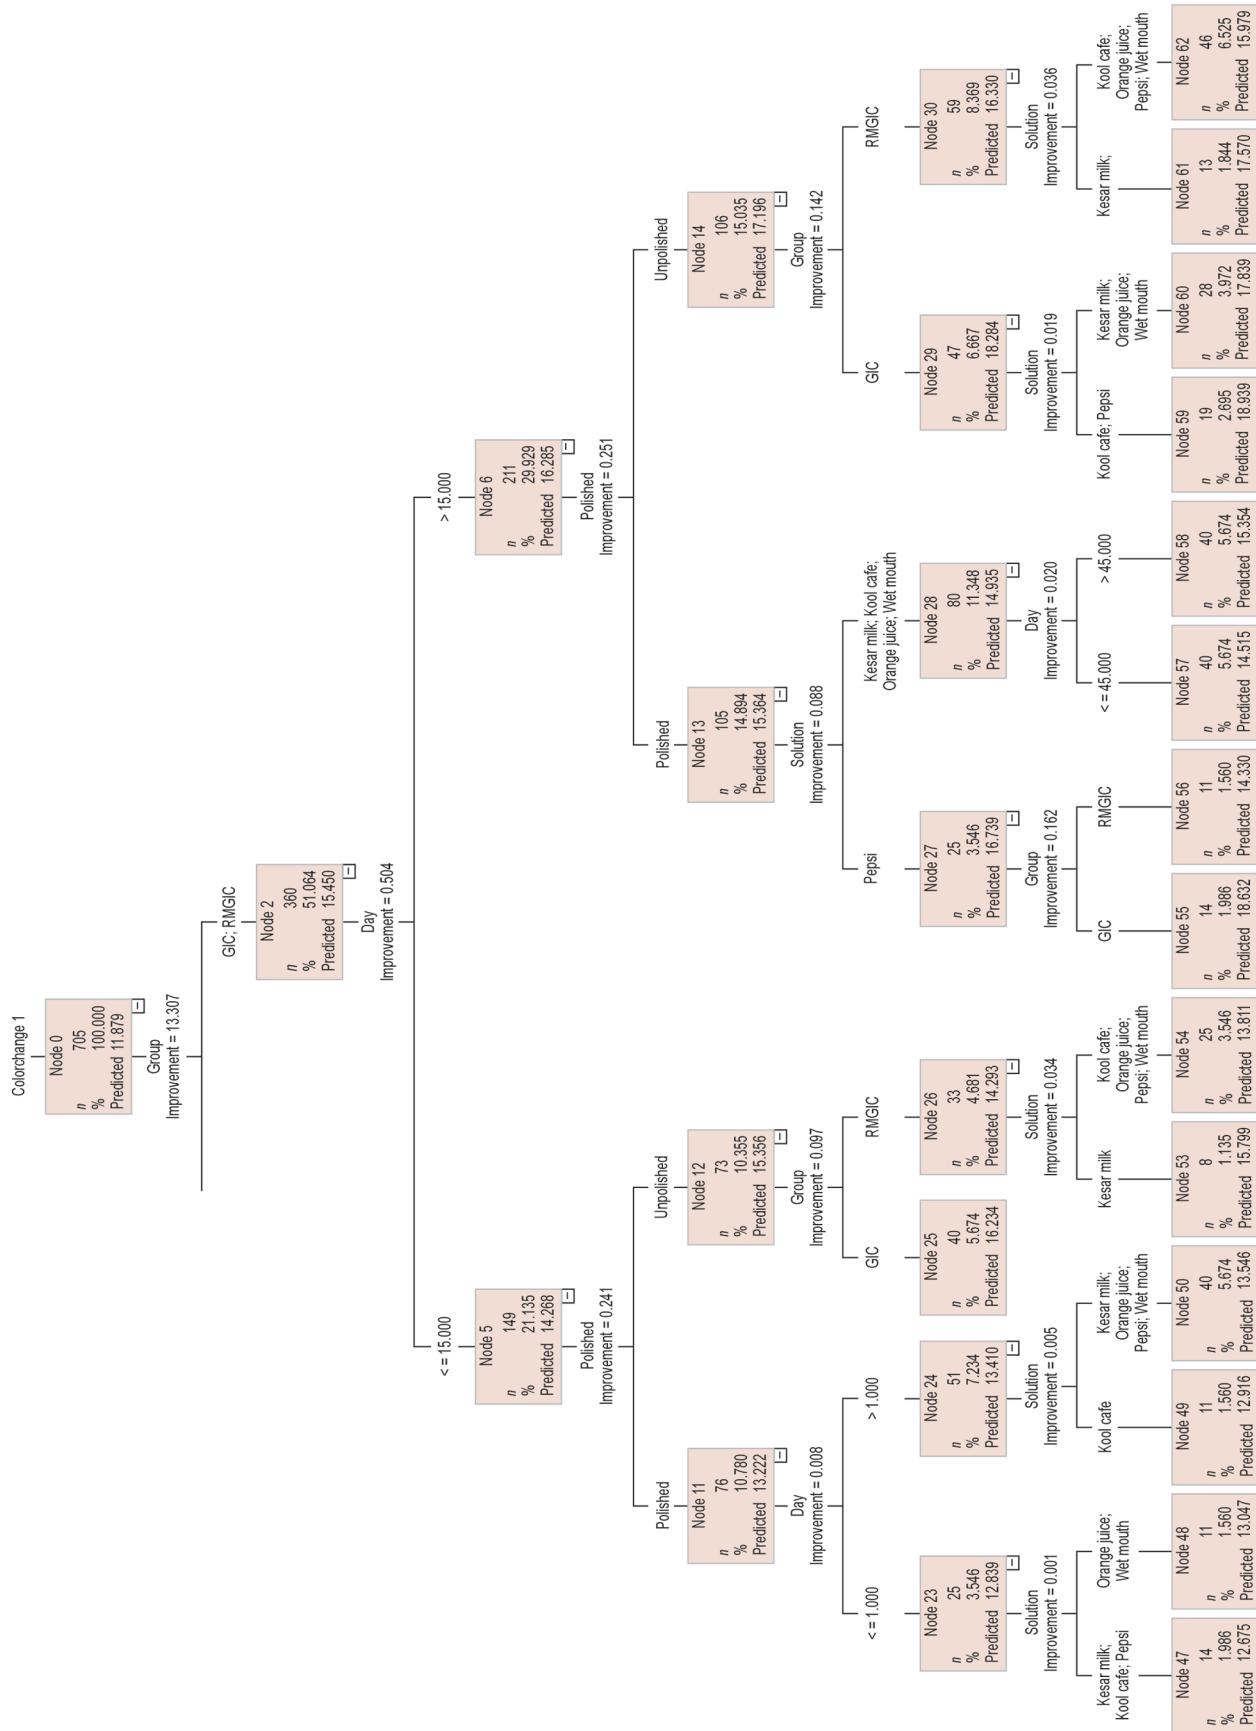 Colorchange 1
Node 0
n 705
% 100.000
Predicted 11.879
Group
Improvement = 13.307
GIC; RMGIC
Node 2
n 360
% 51.064
Predicted 15.450
Day
Improvement = 0.504
< = 15.000
Node 5
n 149
% 21.135
Predicted 14.268
Polished
Improvement = 0.241
> 15.000
Node 6
n 211
% 29.929
Predicted 16.285
Polished
Improvement = 0.251
Polished
Node 11
n 76
% 10.780
Predicted 13.222
Day
Improvement = 0.008
Unpolished
Node 12
n 73
% 10.355
Predicted 15.356
Group
Improvement = 0.097
Polished
Node 13
n 105
% 14.894
Predicted 15.364
Solution
Improvement = 0.088
Unpolished
Node 14
n 106
% 15.035
Predicted 17.196
Group
Improvement = 0.142
< = 1.000
Node 23
n 25
% 3.546
Predicted 12.839
Solution
Improvement = 0.001
> 1.000
Node 24
n 51
% 7.234
Predicted 13.410
Solution
Improvement = 0.005
GIC
Node 25
n 40
% 5.674
Predicted 16.234
RMGIC
Node 26
n 33
% 4.681
Predicted 14.293
Solution
Improvement = 0.034
Pepsi
Node 27
n 25
% 3.546
Predicted 16.739
Group
Improvement = 0.162
Kesar milk; Kool cafe;
Orange juice; Wet mouth
Node 28
n 80
% 11.348
Predicted 14.935
Day
Improvement = 0.020
GIC
Node 29
n 47
% 6.667
Predicted 18.284
Solution
Improvement = 0.019
RMGIC
Node 30
n 59
% 8.369
Predicted 16.330
Solution
Improvement = 0.036
Kesar milk;
Kool cafe; Pepsi
Node 47
n 14
% 1.986
Predicted 12.675
Orange juice;
Wet mouth
Node 48
n 11
% 1.560
Predicted 13.047
Kool cafe
Node 49
n 11
% 1.560
Predicted 12.916
Kesar milk;
Orange juice;
Pepsi; Wet mouth
Node 50
n 40
% 5.674
Predicted 13.546
Kesar milk
Node 53
n 8
% 1.135
Predicted 15.799
Kool cafe;
Orange juice;
Pepsi; Wet mouth
Node 54
n 25
% 3.546
Predicted 13.811
GIC
Node 55
n 14
% 1.986
Predicted 18.632
RMGIC
Node 56
n 11
% 1.560
Predicted 14.330
< = 45.000
Node 57
n 40
% 5.674
Predicted 14.515
> 45.000
Node 58
n 40
% 5.674
Predicted 15.354
Kool cafe; Pepsi
Node 59
n 19
% 2.695
Predicted 18.939
Kesar milk;
Orange juice;
Wet mouth
Node 60
n 28
% 3.972
Predicted 17.839
Kesar milk;
Node 61
n 13
% 1.844
Predicted 17.570
Kool cafe;
Orange juice;
Pepsi; Wet mouth
Node 62
n 46
% 6.525
Predicted 15.979